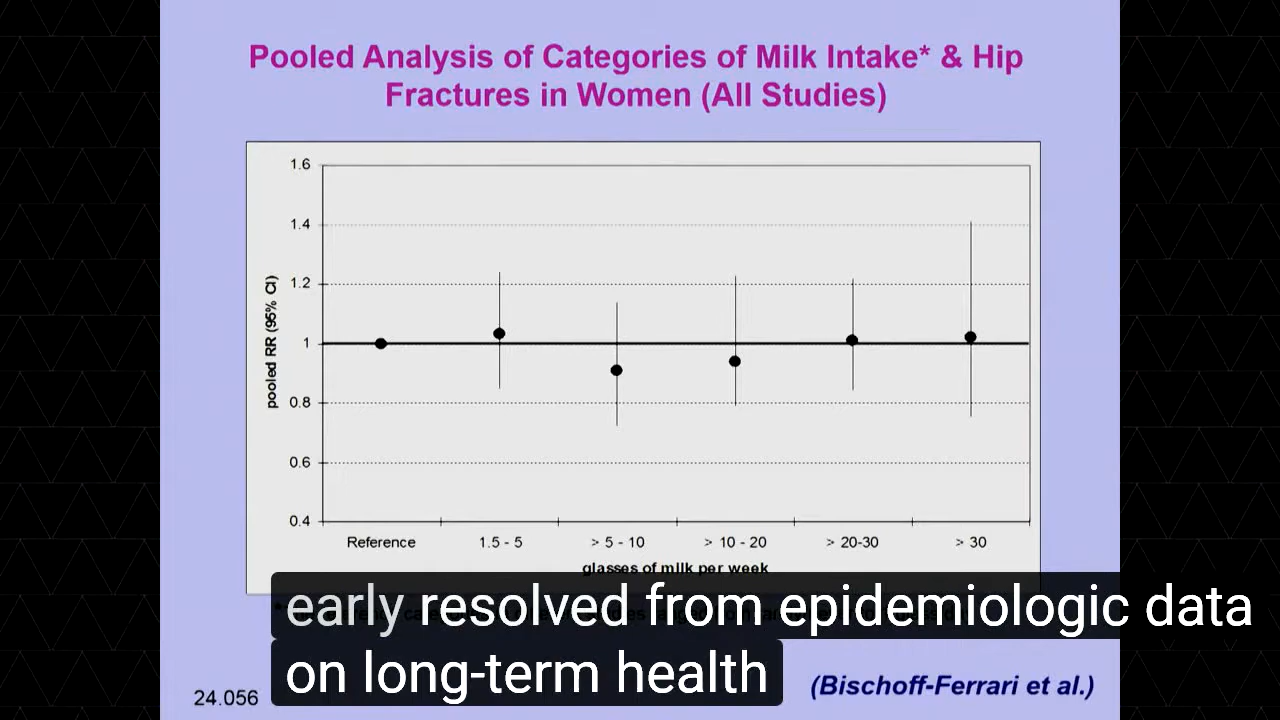 Pooled Analysis of Categories of Milk Intake* & Hip
Fractures in Women (All Studies)
1.6
1.4
1.2
1
0.8
0.6
0.4
pooled RR (95% CI)
Reference
1.5 - 5
> 5 - 10
> 10 - 20
> 20-30
> 30
glasses of milk per week
early resolved from epidemiologic data
on long-term health
(Bischoff-Ferrari et al.)
24.056